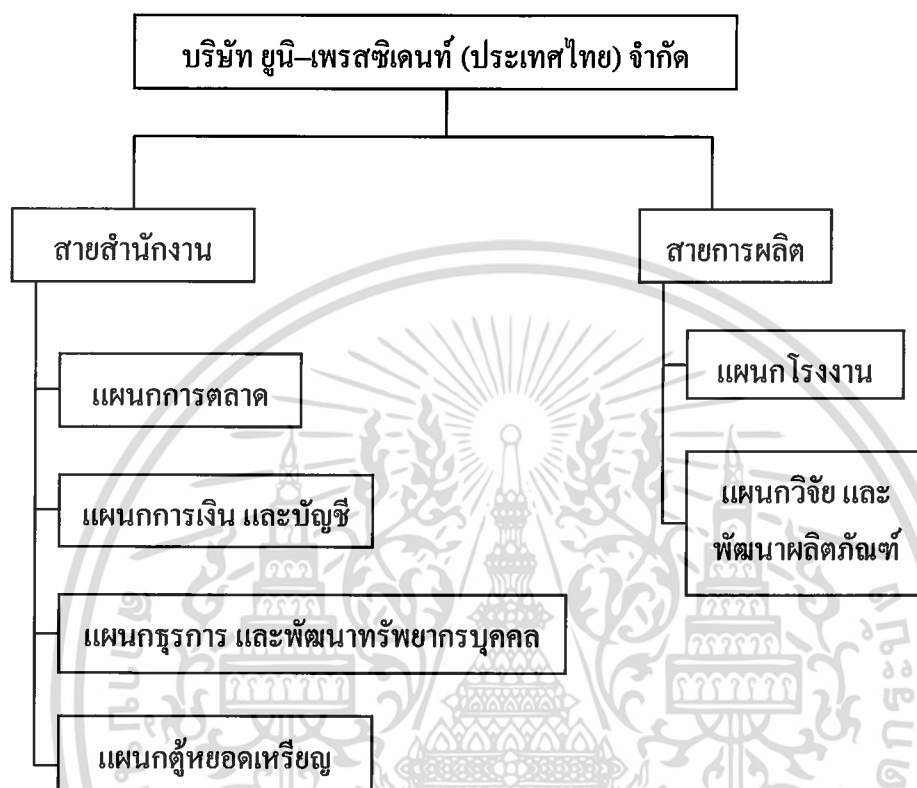 บริษัท ยูนิ–เพรสซิเดนท์ (ประเทศไทย) จำกัด
สายสำนักงาน
สายการผลิต
แผนกการตลาด
แผนกโรงงาน
แผนกการเงิน และบัญชี
แผนกวิจัย และ
พัฒนาผลิตภัณฑ์
แผนกธุรการ และพัฒนาทรัพยากรบุคคล
แผนกตู้หยอดเหรียญ